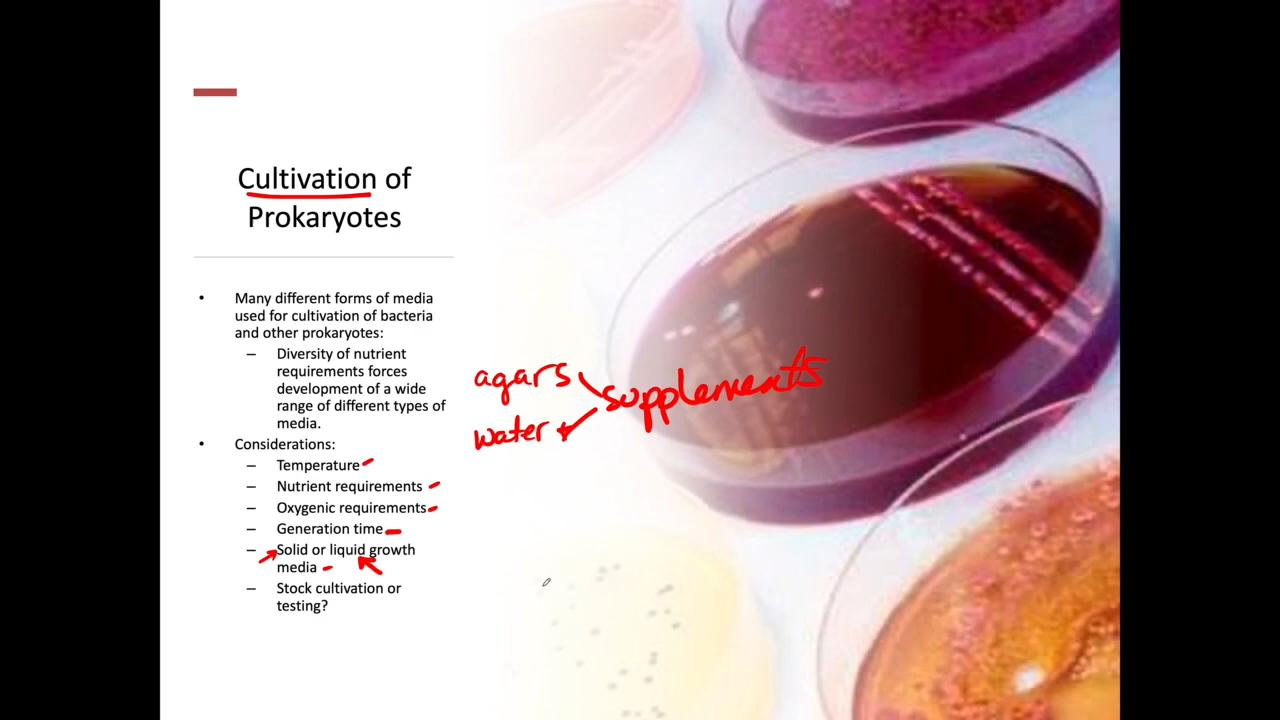 Cultivation of
Prokaryotes
• Many different forms of media
used for cultivation of bacteria
and other prokaryotes:
– Diversity of nutrient
requirements forces
development of a wide
range of different types of
media.
• Considerations:
– Temperature
– Nutrient requirements
– Oxygenic requirements
– Generation time
– Solid or liquid growth
media
– Stock cultivation or
testing?
agars
supplements
water